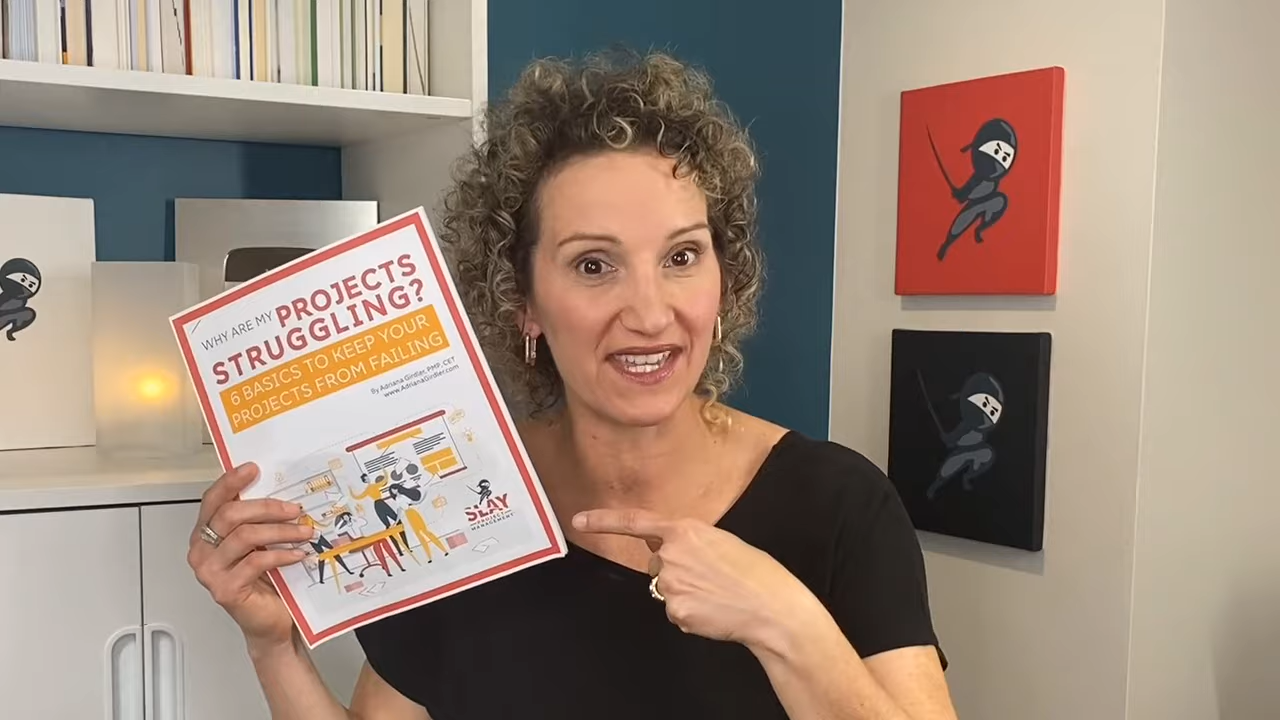 WHY ARE MY PROJECTS
STRUGGLING?
6 BASICS TO KEEP YOUR
PROJECTS FROM FAILING
By Adriana Girdler, PMP, CET
www.AdrianaGirdler.com
SLAY
PROJECT
MANAGEMENT